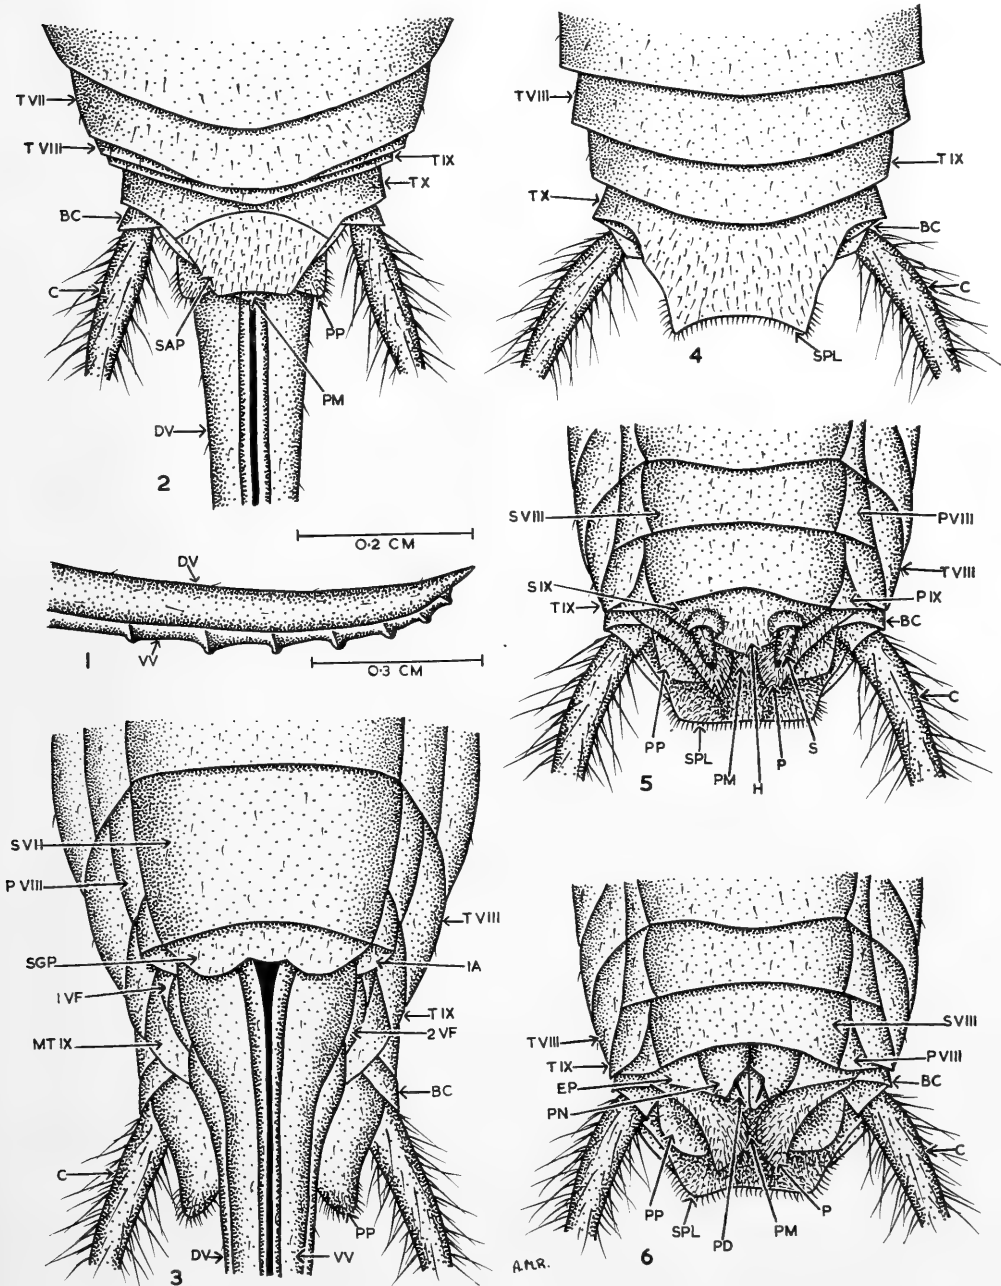 T VII
T VIII
T IX
T X
BC
C
SAP
PP
PM
DV
2
0·2 CM
DV
VV
1
0·3 CM
S VII
P VIII
T VIII
SGP
IA
1 VF
T IX
2 VF
MT IX
BC
C
PP
DV
VV
3
T VIII
T IX
T X
BC
C
SPL
4
S VIII
P VIII
T VIII
S IX
T IX
P IX
BC
C
PP
SPL
PM
H
P
S
5
S VIII
T VIII
P VIII
T IX
EP
BC
PN
C
PP
SPL
PD
PM
P
6
A.M.R.